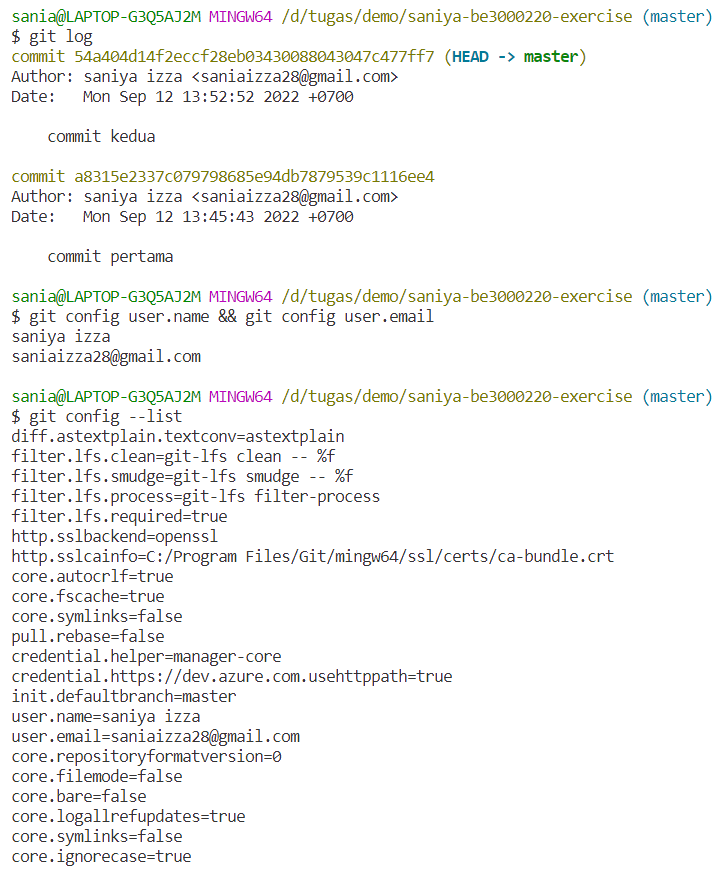 sania@LAPTOP-G3Q5AJ2M MINGW64 /d/tugas/demo/saniya-be3000220-exercise (master)
$ git log
commit 54a404d14f2eccf28eb03430088043047c477ff7 (HEAD -> master)
Author: saniya izza <saniaizza28@gmail.com>
Date:   Mon Sep 12 13:52:52 2022 +0700

    commit kedua

commit a8315e2337c079798685e94db7879539c1116ee4
Author: saniya izza <saniaizza28@gmail.com>
Date:   Mon Sep 12 13:45:43 2022 +0700

    commit pertama

sania@LAPTOP-G3Q5AJ2M MINGW64 /d/tugas/demo/saniya-be3000220-exercise (master)
$ git config user.name && git config user.email
saniya izza
saniaizza28@gmail.com

sania@LAPTOP-G3Q5AJ2M MINGW64 /d/tugas/demo/saniya-be3000220-exercise (master)
$ git config --list
diff.astextplain.textconv=astextplain
filter.lfs.clean=git-lfs clean -- %f
filter.lfs.smudge=git-lfs smudge -- %f
filter.lfs.process=git-lfs filter-process
filter.lfs.required=true
http.sslbackend=openssl
http.sslcainfo=C:/Program Files/Git/mingw64/ssl/certs/ca-bundle.crt
core.autocrlf=true
core.fscache=true
core.symlinks=false
pull.rebase=false
credential.helper=manager-core
credential.https://dev.azure.com.usehttppath=true
init.defaultbranch=master
user.name=saniya izza
user.email=saniaizza28@gmail.com
core.repositoryformatversion=0
core.filemode=false
core.bare=false
core.logallrefupdates=true
core.symlinks=false
core.ignorecase=true